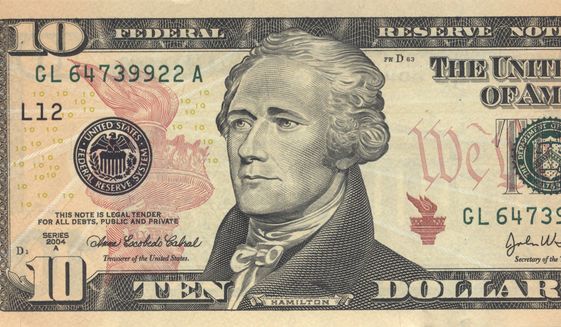 10 FEDERAL RESERVE NOT
FW D 63
GL 64739922 A
THE UNIT
OF AM
L12
UNITED STATES
FEDERAL RESERVE SYSTEM
We
THIS NOTE IS LEGAL TENDER
FOR ALL DEBTS, PUBLIC AND PRIVATE
GL 64739
SERIES
2004
A
Anna Escobedo Cabral
Treasurer of the United States.
John W.
Secretary of the
D
10 TEN DOLLAR
HAMILTON